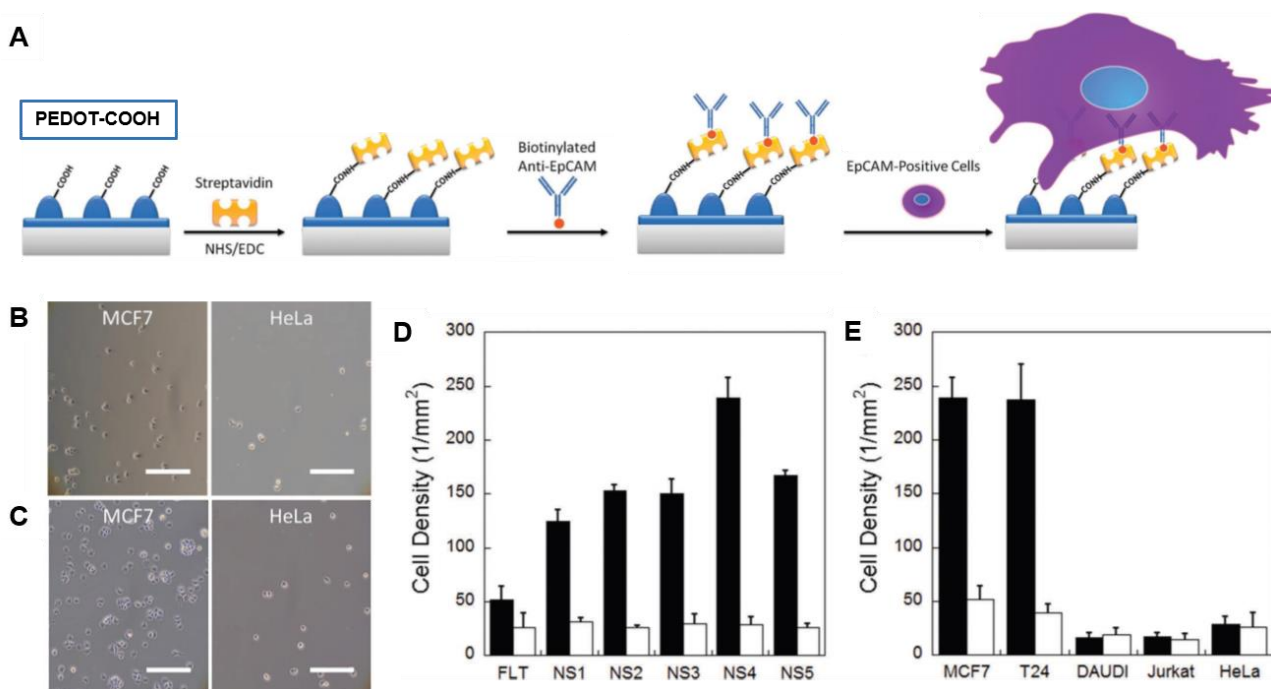 A
PEDOT-COOH
COOH
COOH
COOH
Streptavidin
NHS/EDC
CONH
CONH
CONH
Biotinylated
Anti-EpCAM
CONH
CONH
CONH
EpCAM-Positive Cells
CONH
CONH
B
MCF7
HeLa
C
MCF7
HeLa
D
Cell Density (1/mm²)
300
250
200
150
100
50
0
FLT NS1 NS2 NS3 NS4 NS5
E
Cell Density (1/mm²)
300
250
200
150
100
50
0
MCF7 T24 DAUDI Jurkat HeLa